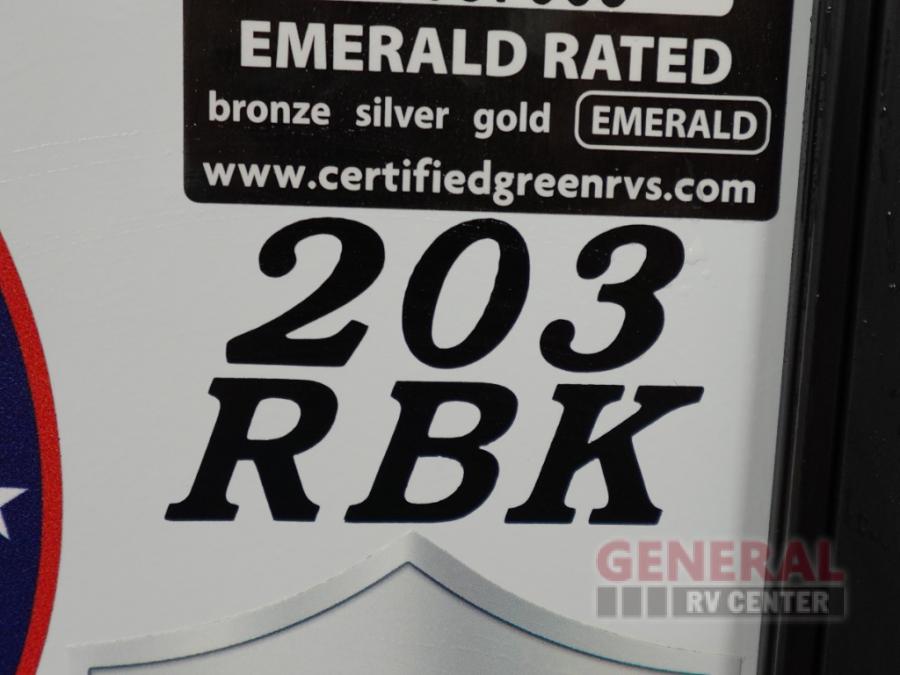 EMERALD RATED
bronze silver gold EMERALD
www.certifiedgreenrvs.com
203
RBK
GENERAL
RV CENTER